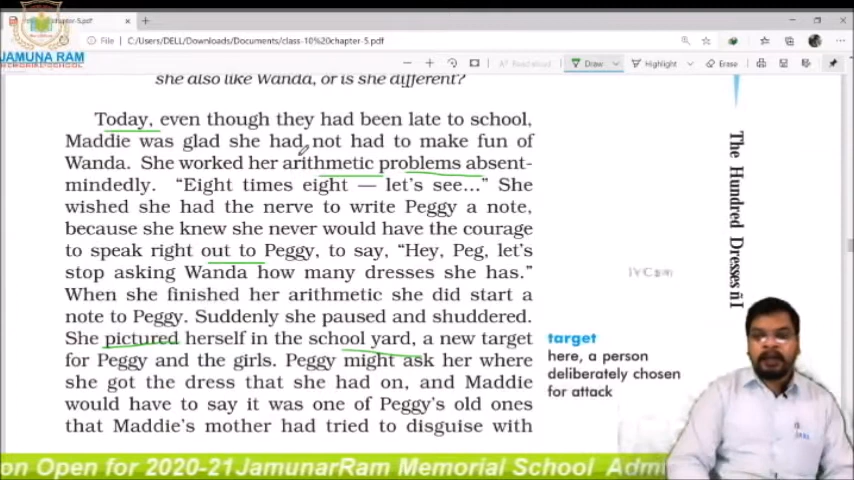 chapter-5.pdf
File | C:/Users/DELL/Downloads/Documents/class-10%20chapter-5.pdf
JAMUNA RAM
Read aloud
Draw
Highlight
Erase
she also like Wanda, or is she different?
Today, even though they had been late to school,
Maddie was glad she had not had to make fun of
Wanda. She worked her arithmetic problems absent-
mindedly. “Eight times eight — let’s see...” She
wished she had the nerve to write Peggy a note,
because she knew she never would have the courage
to speak right out to Peggy, to say, “Hey, Peg, let’s
stop asking Wanda how many dresses she has.”
When she finished her arithmetic she did start a
note to Peggy. Suddenly she paused and shuddered.
She pictured herself in the school yard, a new target
for Peggy and the girls. Peggy might ask her where
she got the dress that she had on, and Maddie
would have to say it was one of Peggy’s old ones
that Maddie’s mother had tried to disguise with
target
here, a person
deliberately chosen
for attack
The Hundred Dresses ñ I
on Open for 2020-21JamunarRam Memorial School Adm